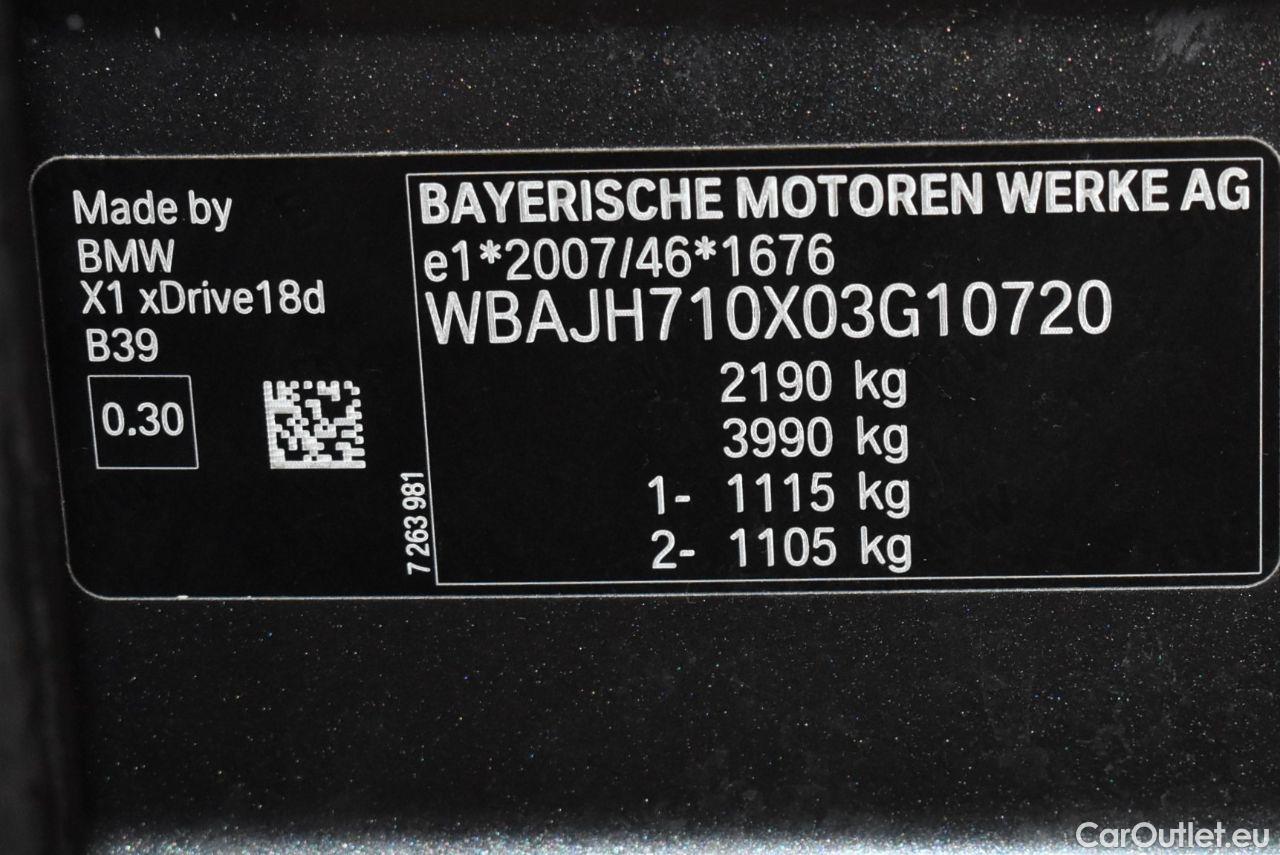 Made by
BMW
X1 xDrive18d
B39
0.30
7 263 981
BAYERISCHE MOTOREN WERKE AG
e1*2007/46*1676
WBAJH710X03G10720
2190 kg
3990 kg
1- 1115 kg
2- 1105 kg
CarOutlet.eu